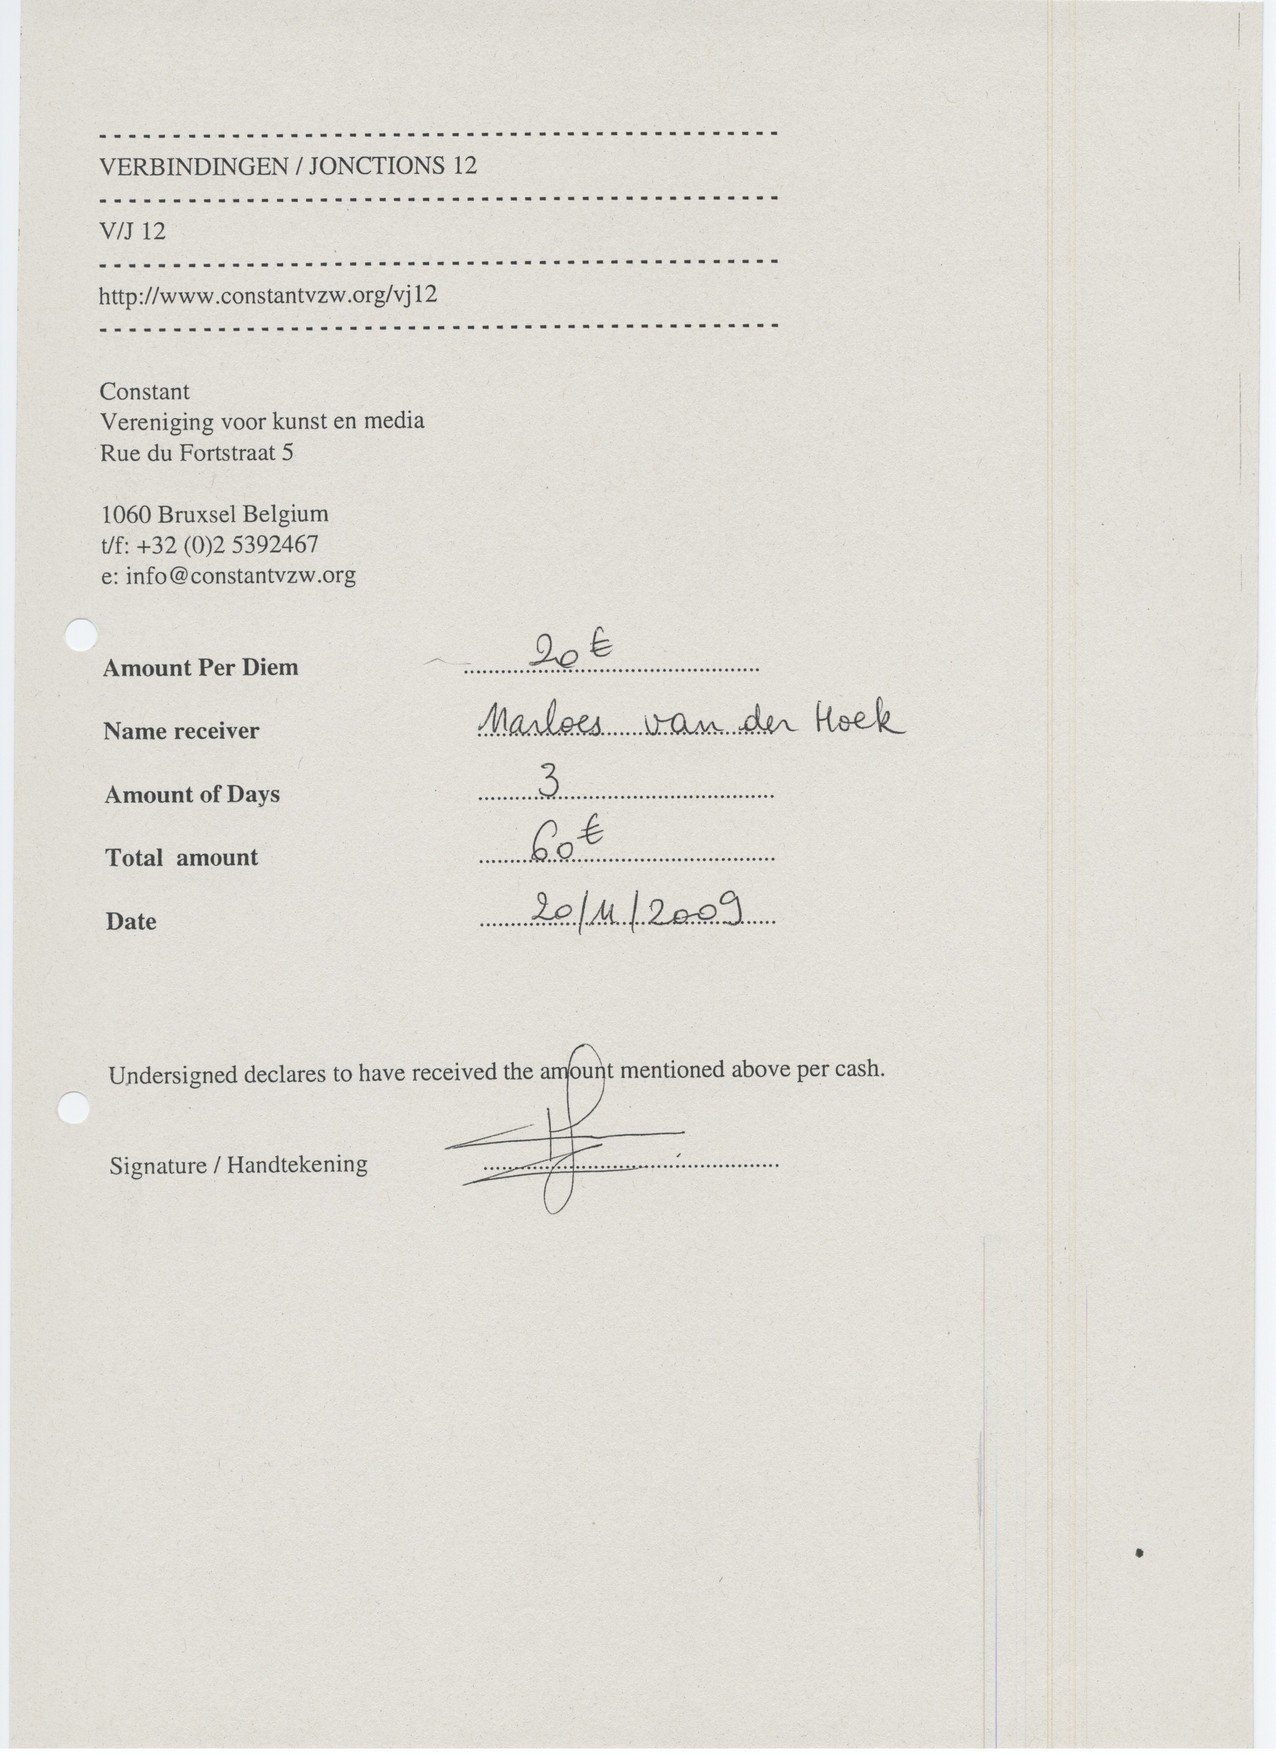 VERBINDINGEN / JONCTIONS 12
V/J 12
http://www.constantvzw.org/vj12
Constant
Vereniging voor kunst en media
Rue du Fortstraat 5
1060 Bruxsel Belgium
t/f: +32 (0)2 5392467
e: info@constantvzw.org
Amount Per Diem 20 €
Name receiver Marloes van der Hoek
Amount of Days 3
Total amount 60 €
Date 20/11/2009
Undersigned declares to have received the amount mentioned above per cash.
Signature / Handtekening